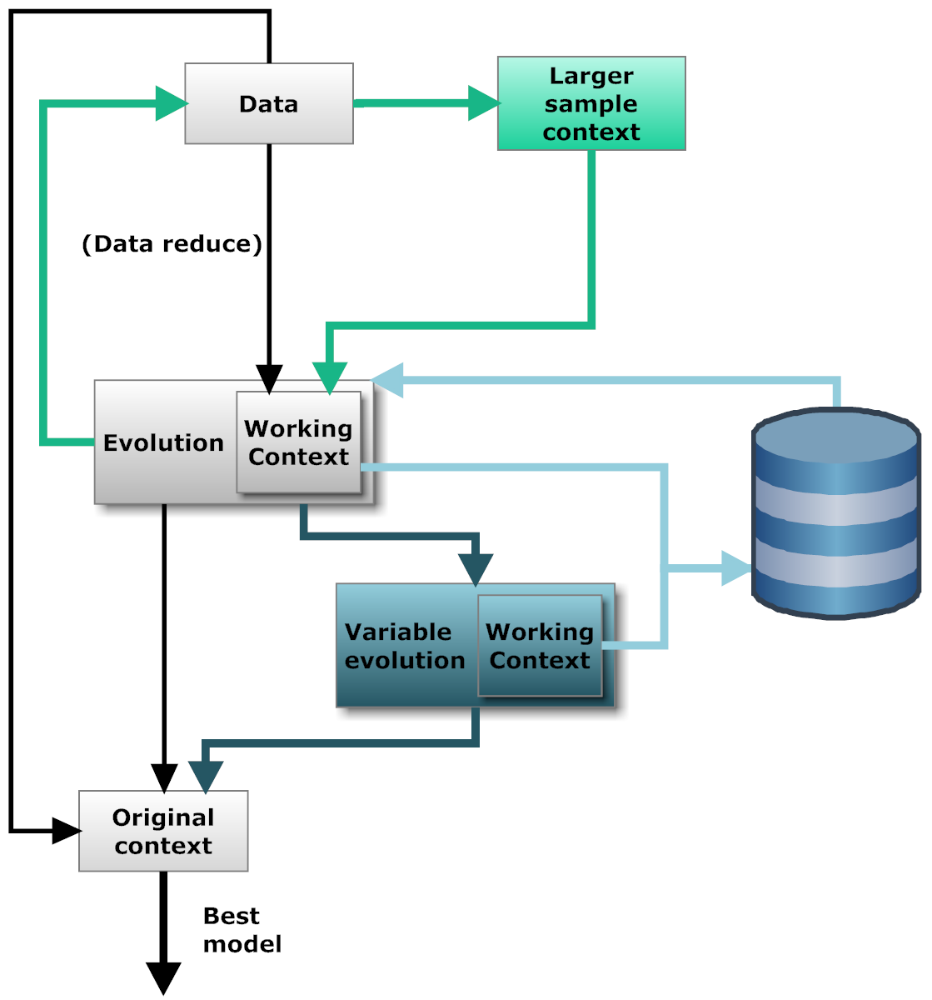 Data
Larger
sample
context
(Data reduce)
Evolution
Working
Context
Variable
evolution
Working
Context
Original
context
Best
model